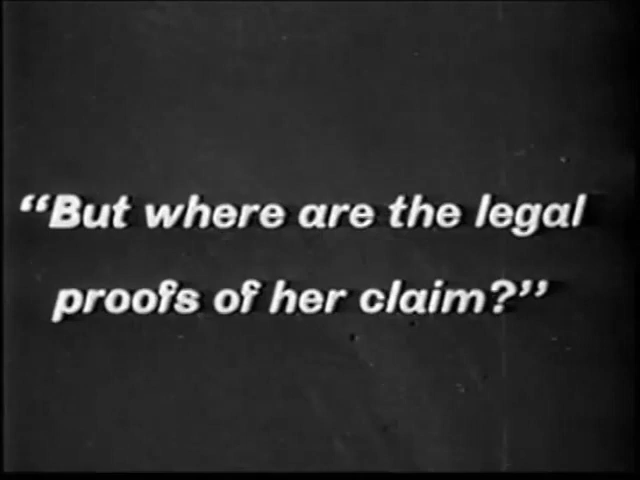 “But where are the legal
proofs of her claim?”